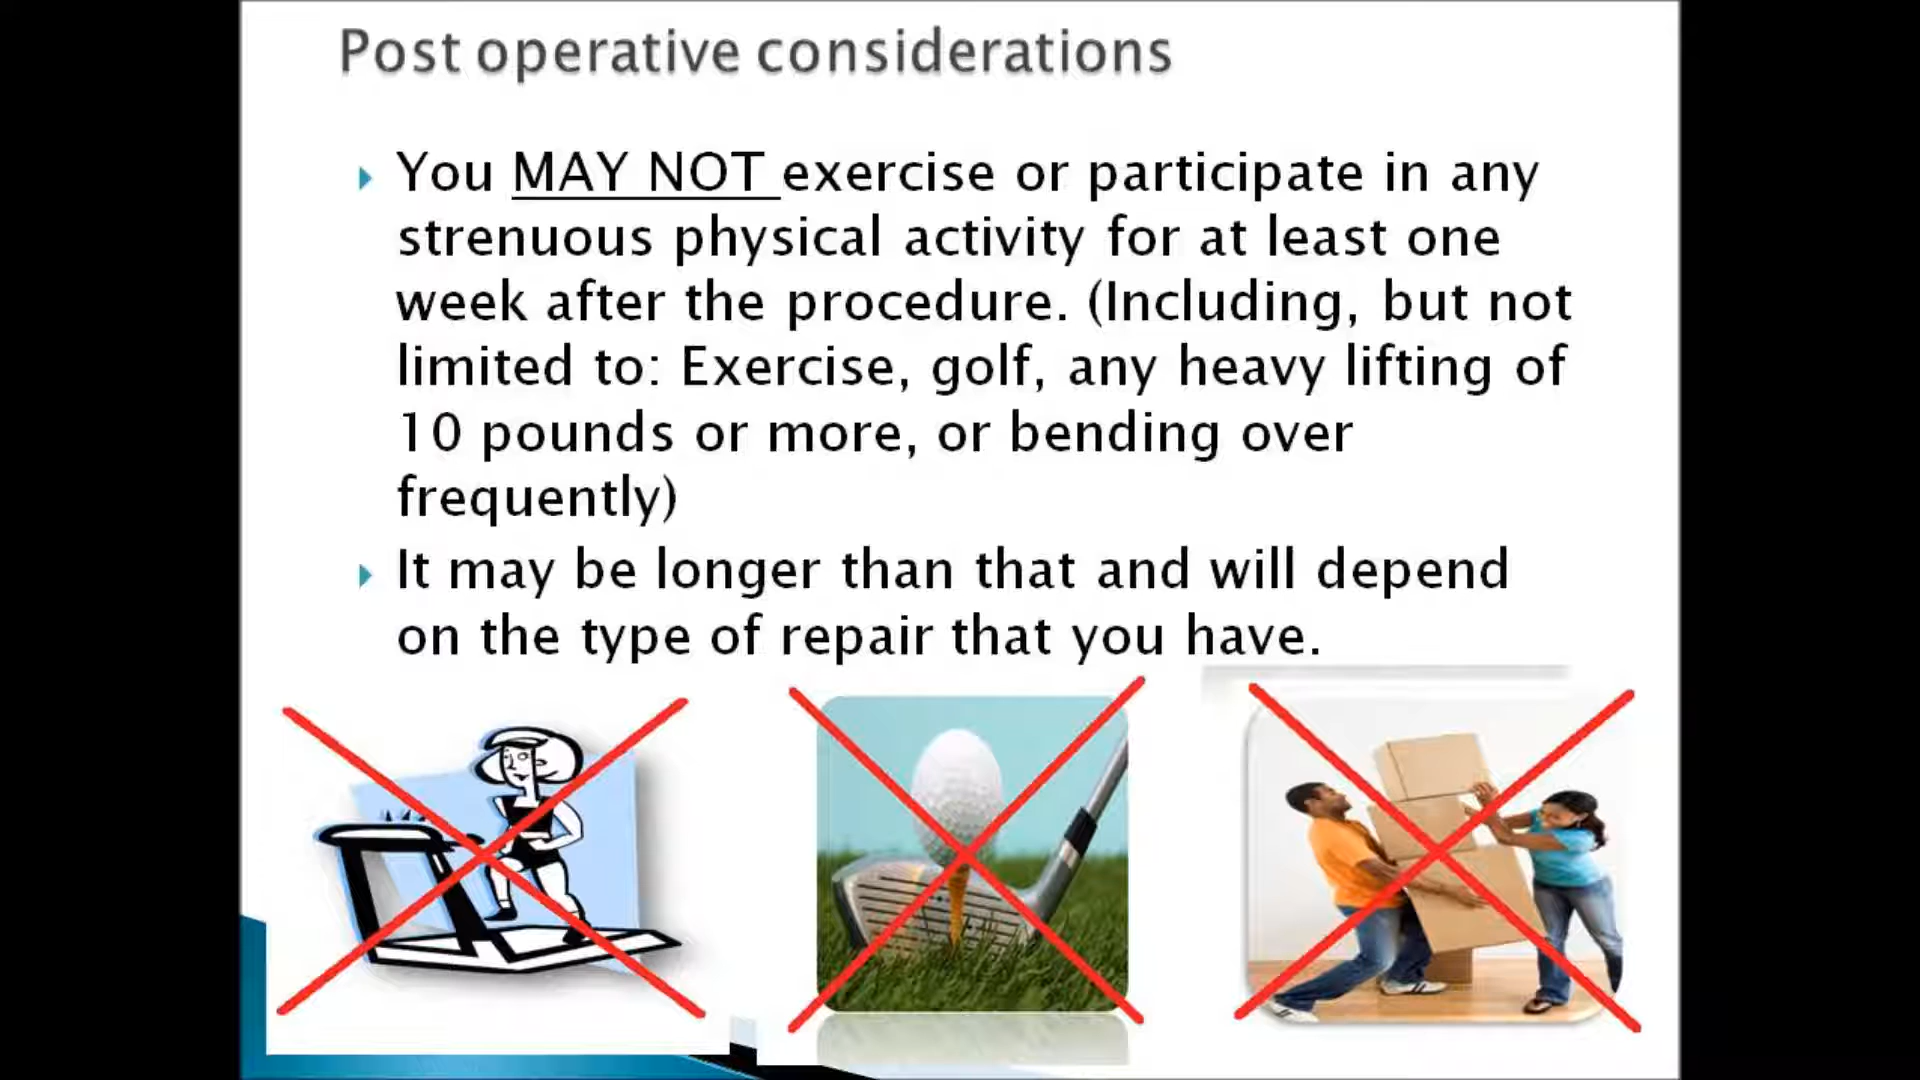 Post operative considerations
You MAY NOT exercise or participate in any
strenuous physical activity for at least one
week after the procedure. (Including, but not
limited to: Exercise, golf, any heavy lifting of
10 pounds or more, or bending over
frequently)
It may be longer than that and will depend
on the type of repair that you have.